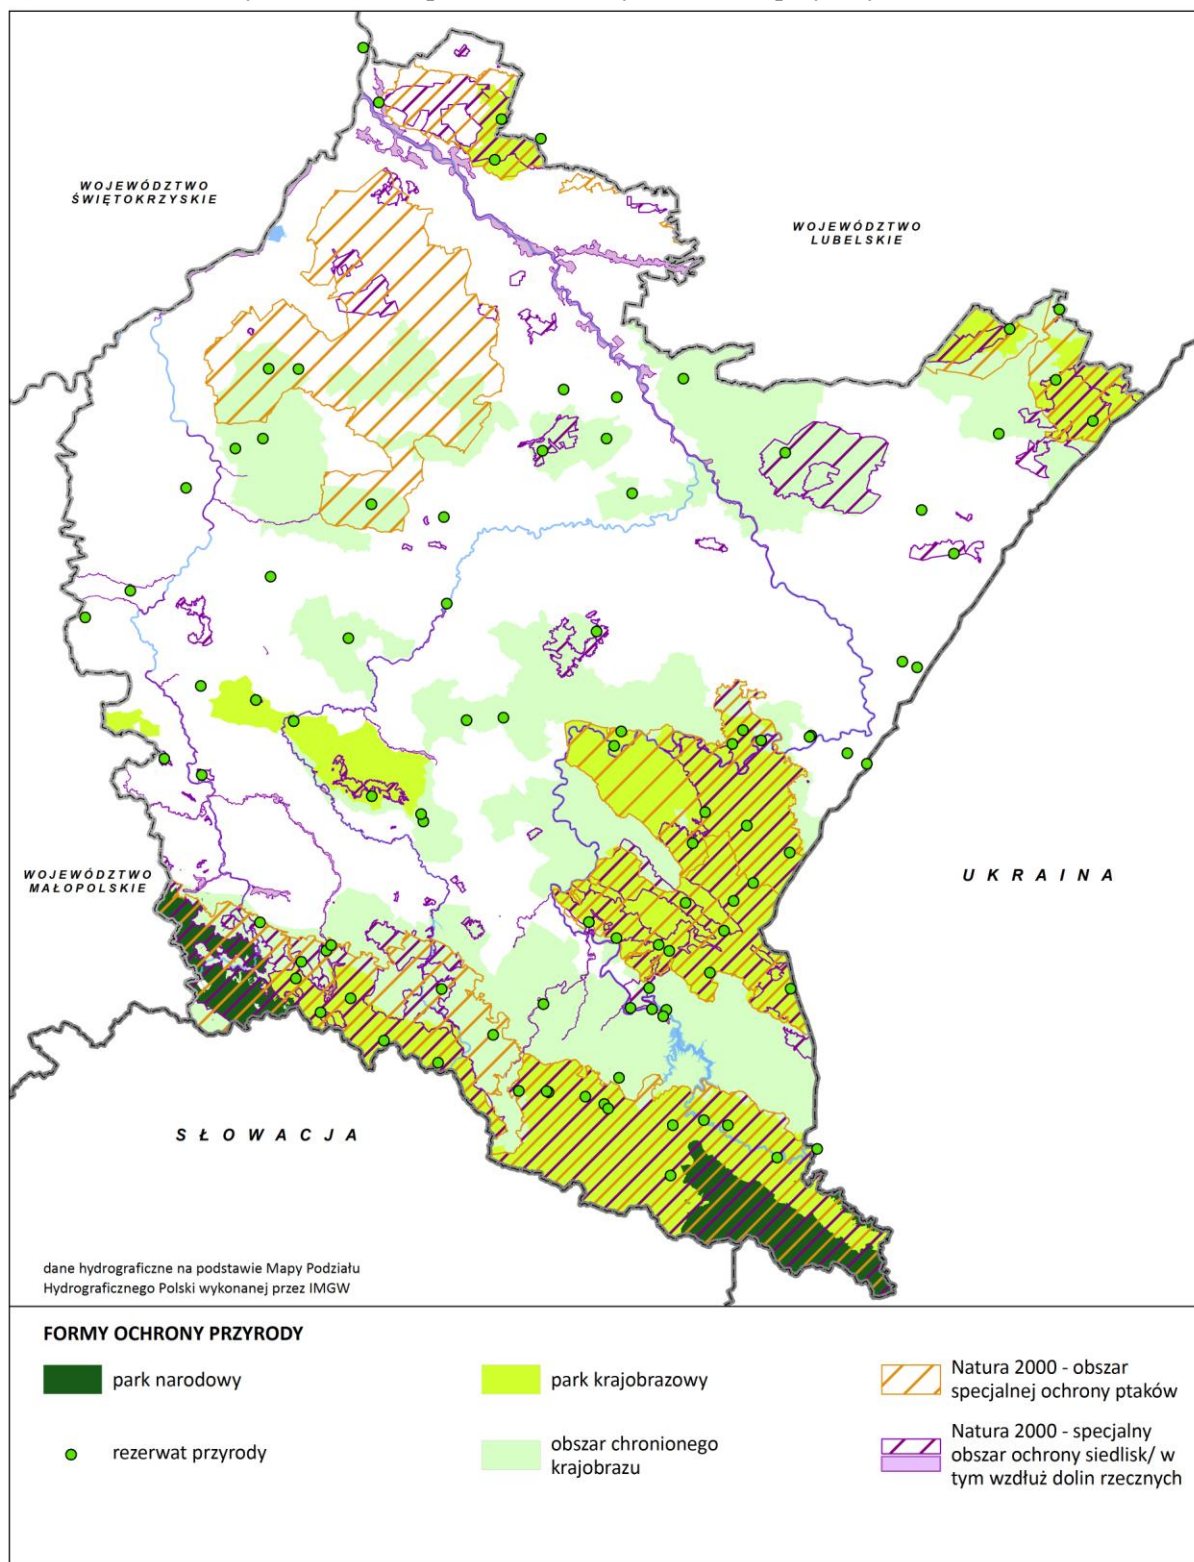 WOJEWÓDZTWO
ŚWIĘTOKRZYSKIE
WOJEWÓDZTWO
LUBELSKIE
WOJEWÓDZTWO
MAŁOPOLSKIE
UKRAINA
SŁOWACJA
dane hydrograficzne na podstawie Mapy Podziału
Hydrograficznego Polski wykonanej przez IMGW
FORMY OCHRONY PRZYRODY
park narodowy
rezerwat przyrody
park krajobrazowy
obszar chronionego
krajobrazu
Natura 2000 - obszar
specjalnej ochrony ptaków
Natura 2000 - specjalny
obszar ochrony siedlisk/ w
tym wzdłuż dolin rzecznych